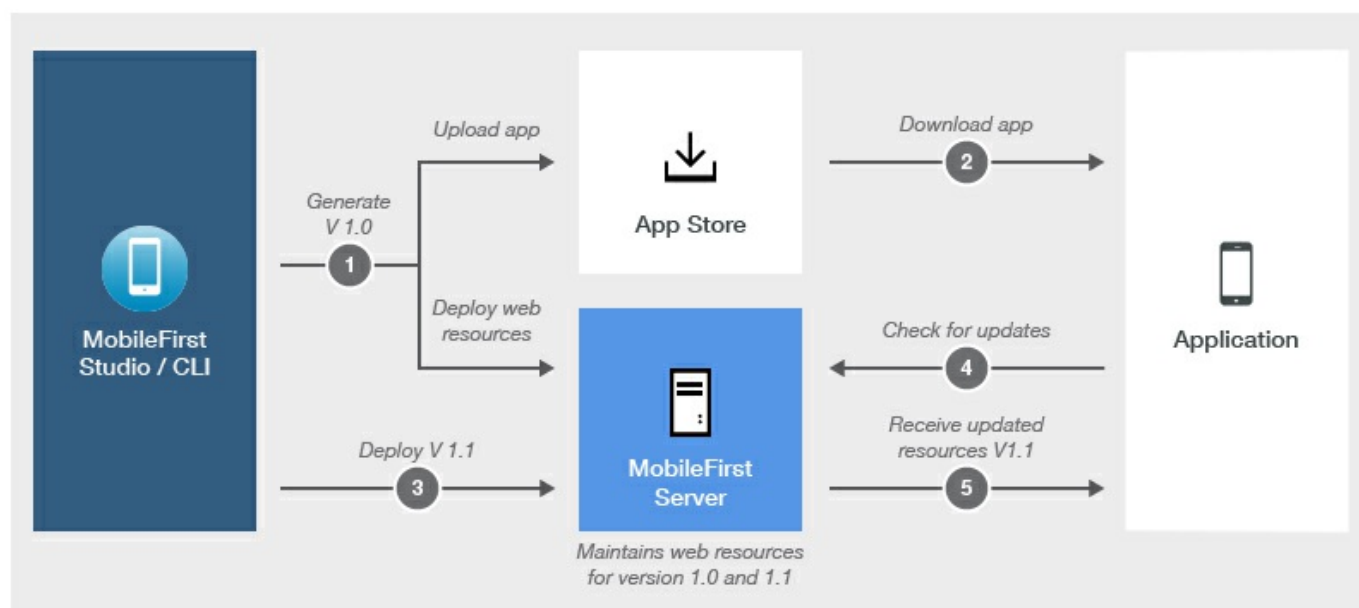 Upload app
Download app
2
Generate
V 1.0
App Store
1
Deploy web
resources
Check for updates
MobileFirst
Studio / CLI
Application
4
Deploy V 1.1
Receive updated
resources V1.1
MobileFirst
Server
3
5
Maintains web resources
for version 1.0 and 1.1